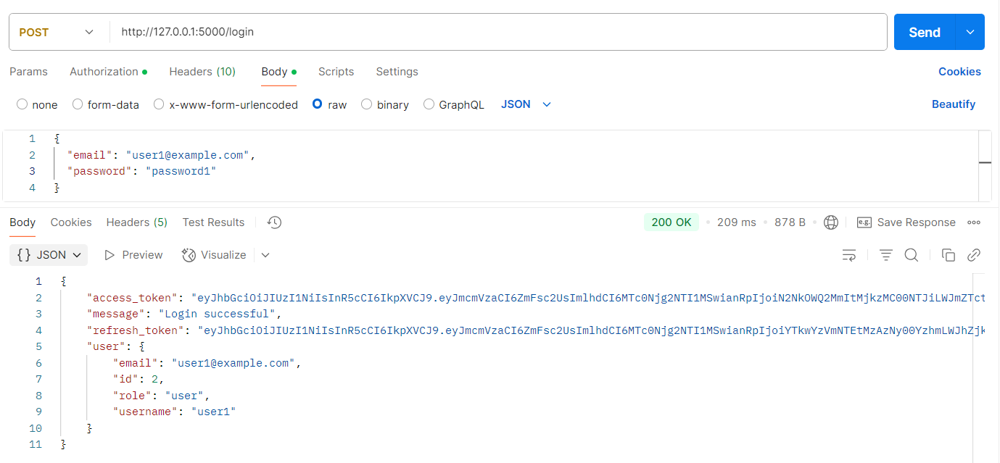 POST http://127.0.0.1:5000/login Send
Params Authorization Headers (10) Body Scripts Settings Cookies
none form-data x-www-form-urlencoded raw binary GraphQL JSON Beautify
1 {
2 "email": "user1@example.com",
3 "password": "password1"
4 }
Body Cookies Headers (5) Test Results 200 OK 209 ms 878 B e.g. Save Response
{} JSON Preview Visualize
1 {
2 "access_token": "eyJhbGciOiJIUzI1NiIsInR5cCI6IkpXVCJ9.eyJmcmVzaCI6ZmFsc2UsImlhdCI6MTc0Njg2NTI1MSwianRpIjoiN2NkOWQ2MmItMjkzMC00NTJiLWJmZTct
3 "message": "Login successful",
4 "refresh_token": "eyJhbGciOiJIUzI1NiIsInR5cCI6IkpXVCJ9.eyJmcmVzaCI6ZmFsc2UsImlhdCI6MTc0Njg2NTI1MSwianRpIjoiYTkwYzVmNTEtMzAzNy00YzhmLWJhZjk
5 "user": {
6 "email": "user1@example.com",
7 "id": 2,
8 "role": "user",
9 "username": "user1"
10 }
11 }